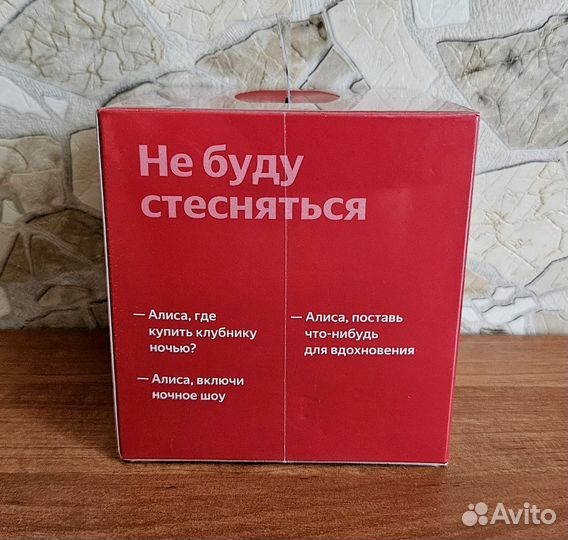 Не буду
стесняться
— Алиса, где
купить клубнику
ночью?
— Алиса, включи
ночное шоу
— Алиса, поставь
что-нибудь
для вдохновения
Avito